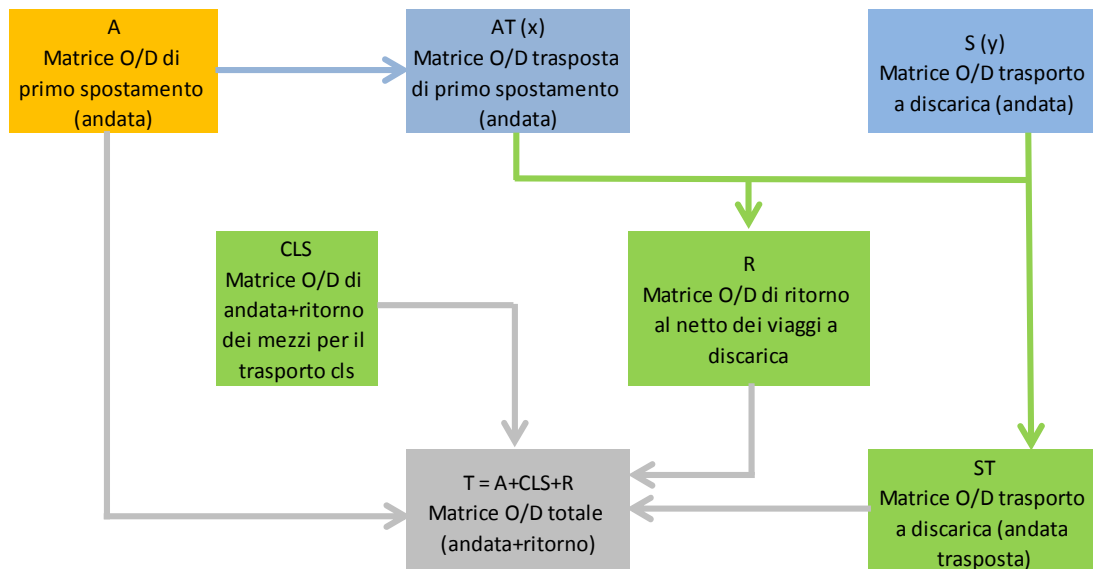 A
Matrice O/D di
primo spostamento
(andata)
AT (x)
Matrice O/D trasposta
di primo spostamento
(andata)
S (y)
Matrice O/D trasporto
a discarica (andata)
CLS
Matrice O/D di
andata+ritorno
dei mezzi per il
trasporto cls
R
Matrice O/D di ritorno
al netto dei viaggi a
discarica
T = A+CLS+R
Matrice O/D totale
(andata+ritorno)
ST
Matrice O/D trasporto
a discarica (andata
trasposta)